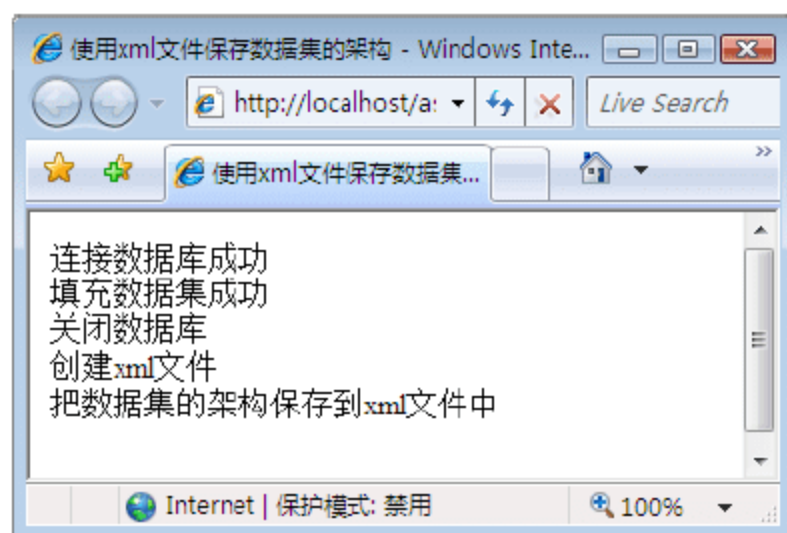 使用xml文件保存数据集的架构 - Windows Inte...
http://localhost/a:
Live Search
使用xml文件保存数据集...
连接数据库成功
填充数据集成功
关闭数据库
创建xml文件
把数据集的架构保存到xml文件中
Internet | 保护模式: 禁用
100%